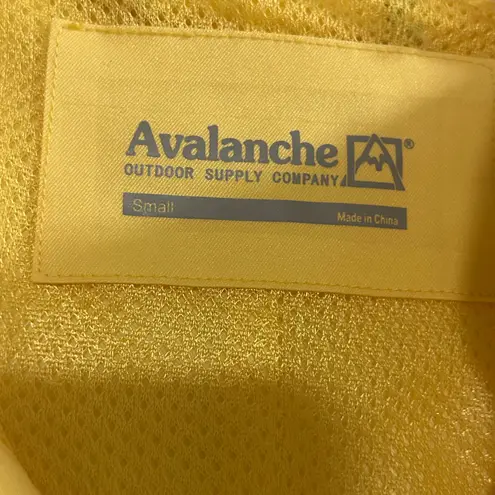 Avalanche®
OUTDOOR SUPPLY COMPANY
Small
Made in China